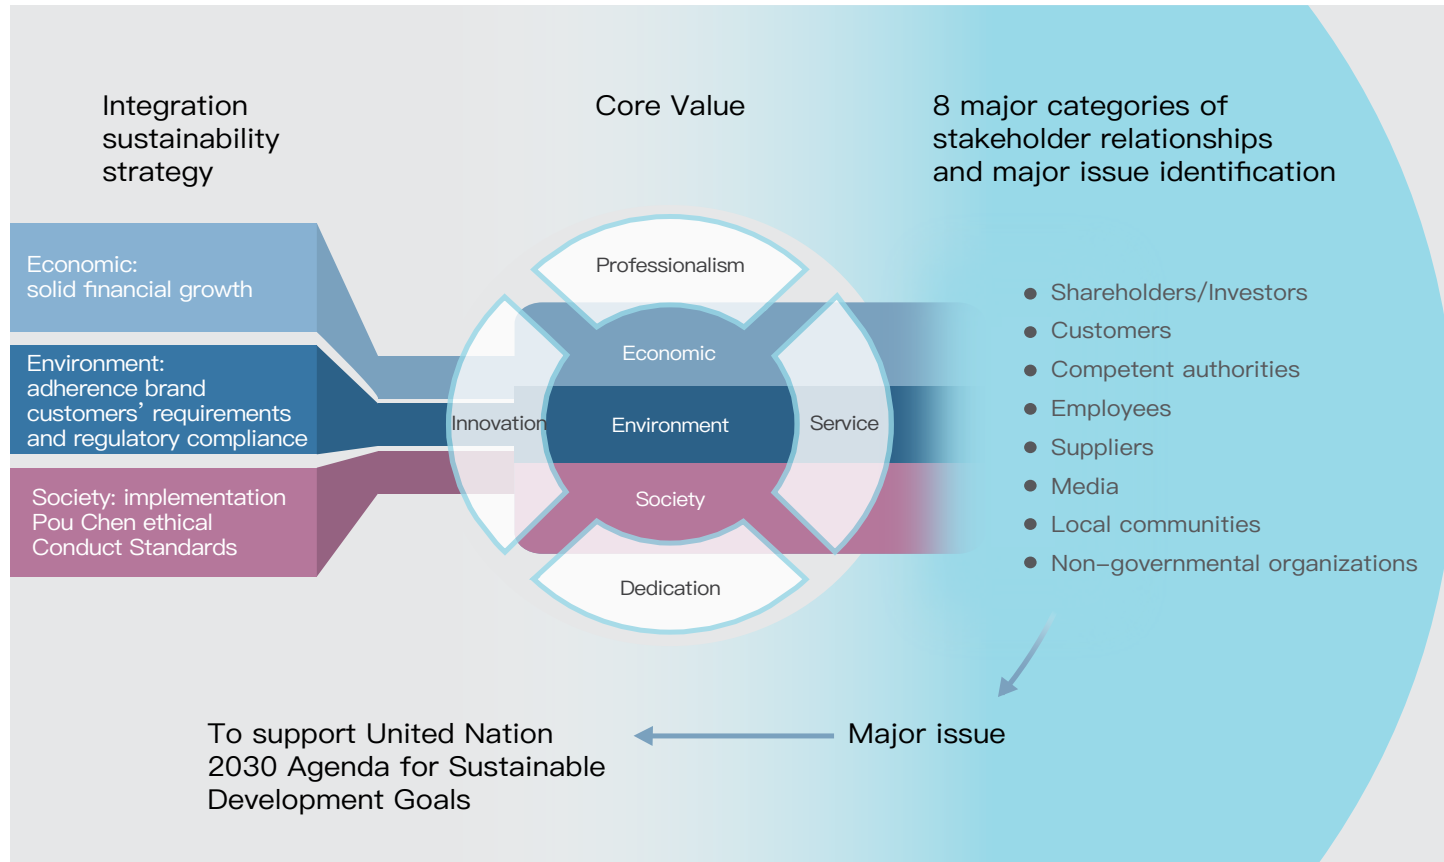 Integration
sustainability
strategy
Core Value
8 major categories of
stakeholder relationships
and major issue identification
Economic:
solid financial growth
Environment:
adherence brand
customers’ requirements
and regulatory compliance
Society: implementation
Pou Chen ethical
Conduct Standards
Professionalism
Economic
Innovation
Environment
Service
Society
Dedication
● Shareholders/Investors
● Customers
● Competent authorities
● Employees
● Suppliers
● Media
● Local communities
● Non-governmental organizations
Major issue
To support United Nation
2030 Agenda for Sustainable
Development Goals